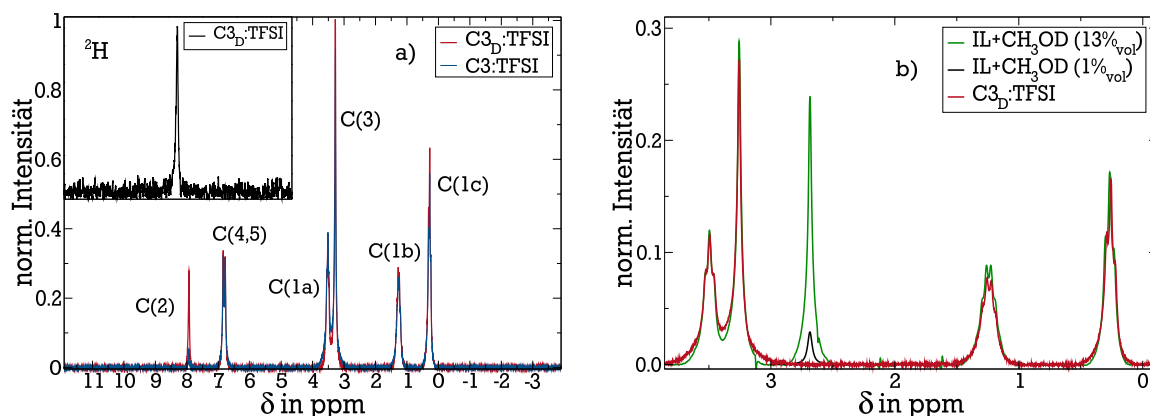 norm. Intensität
1
0.8
0.6
0.4
0.2
0
²H
C3_D:TFSI
a)
C3_D:TFSI
C3:TFSI
C(3)
C(1c)
C(4,5)
C(1b)
C(2)
C(1a)
11 10 9 8 7 6 5 4 3 2 1 0 -1 -2 -3
δ in ppm
norm. Intensität
0.3
0.2
0.1
0.0
b)
IL+CH₃OD (13%vol)
IL+CH₃OD (1%vol)
C3_D:TFSI
3 2 1 0
δ in ppm